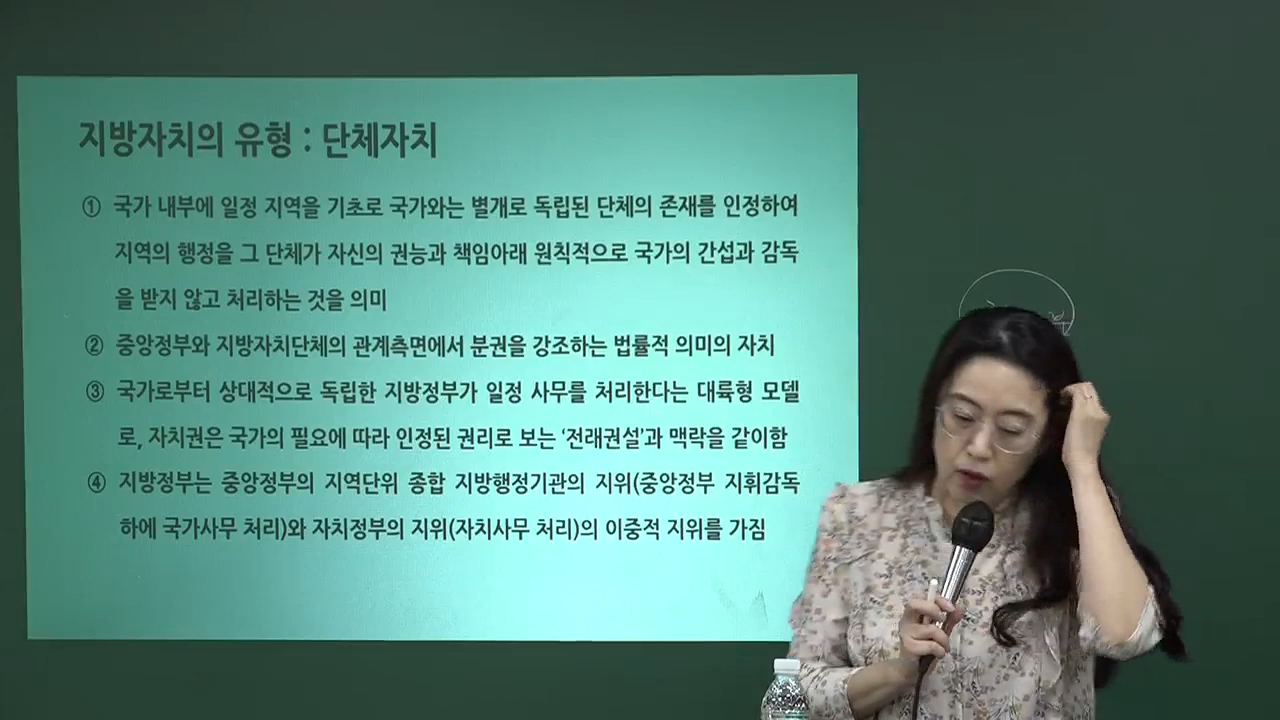 지방자치의 유형 : 단체자치
① 국가 내부에 일정 지역을 기초로 국가와는 별개로 독립된 단체의 존재를 인정하여
지역의 행정을 그 단체가 자신의 권능과 책임아래 원칙적으로 국가의 간섭과 감독
을 받지 않고 처리하는 것을 의미
② 중앙정부와 지방자치단체의 관계측면에서 분권을 강조하는 법률적 의미의 자치
③ 국가로부터 상대적으로 독립한 지방정부가 일정 사무를 처리한다는 대륙형 모델
로, 자치권은 국가의 필요에 따라 인정된 권리로 보는 ‘전래권설’과 맥락을 같이함
④ 지방정부는 중앙정부의 지역단위 종합 지방행정기관의 지위(중앙정부 지휘감독
하에 국가사무 처리)와 자치정부의 지위(자치사무 처리)의 이중적 지위를 가짐